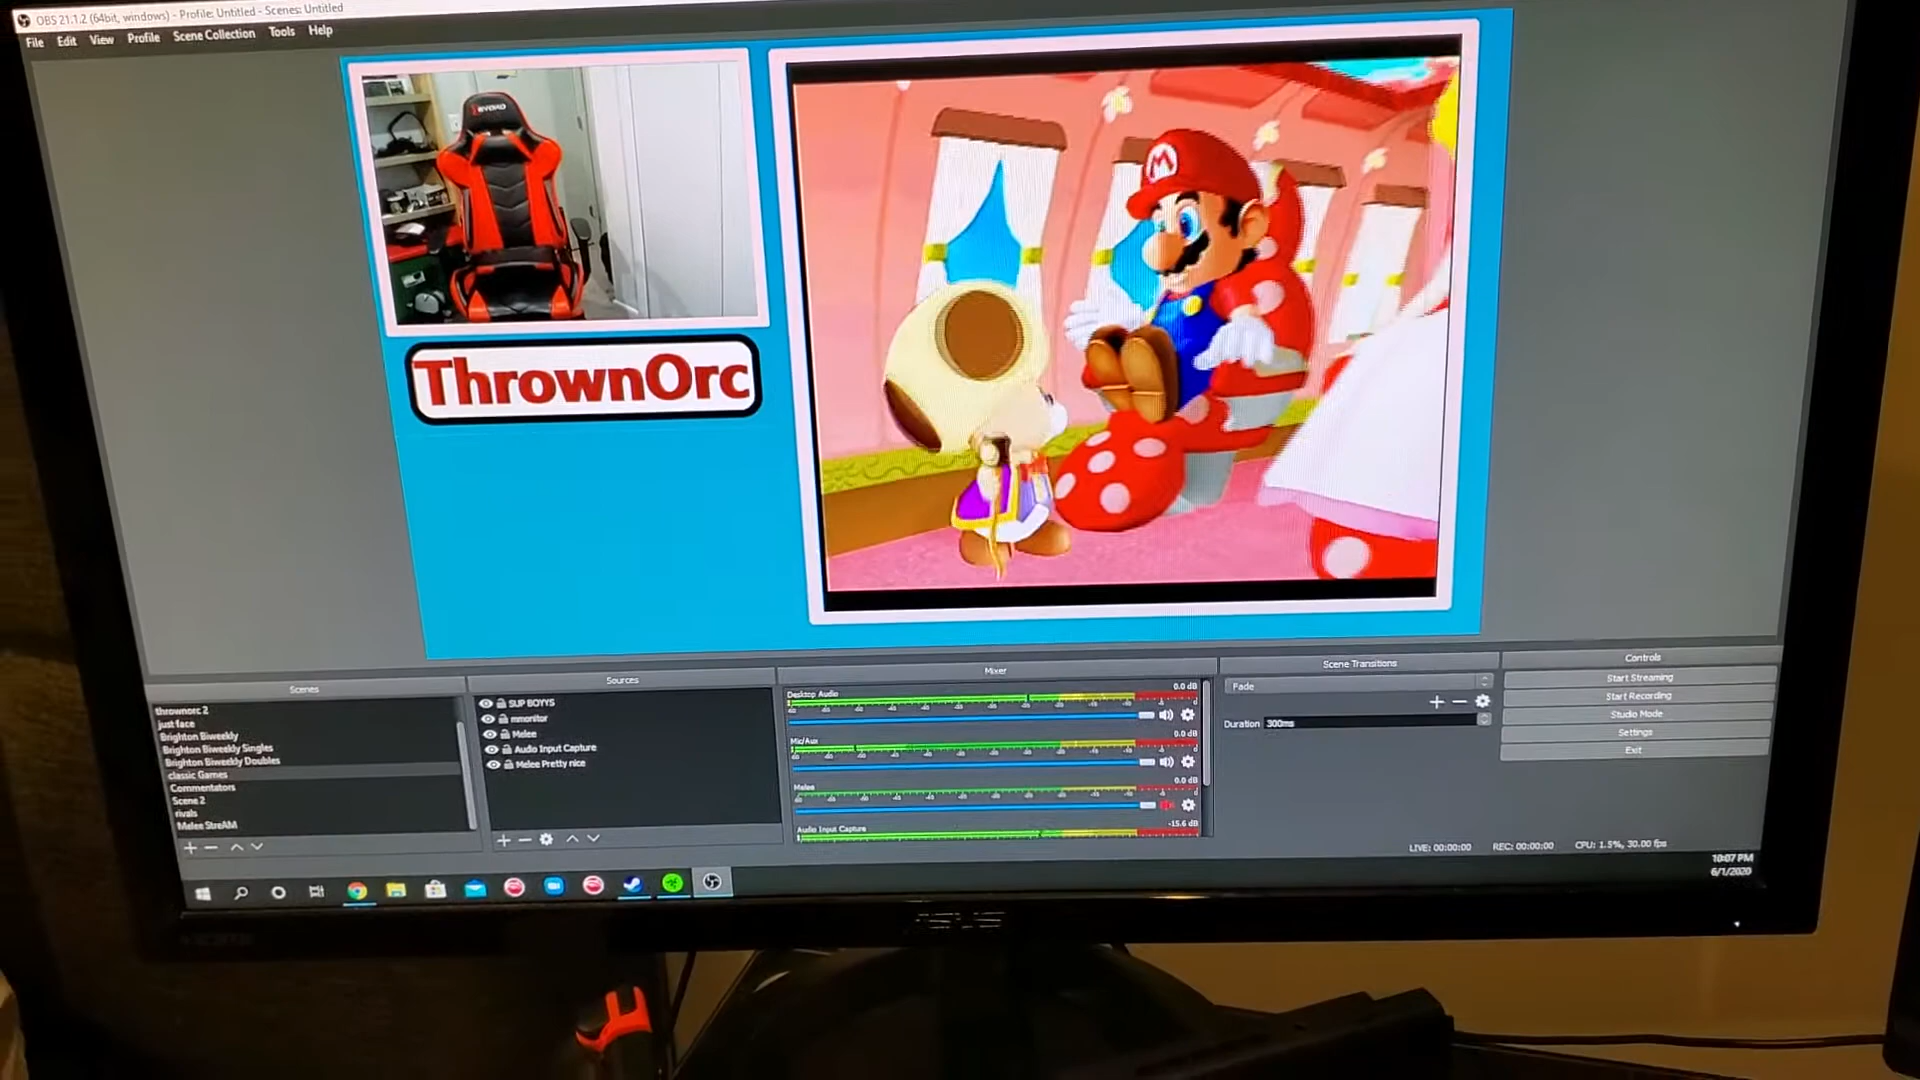 OBS 21.1.2 (64bit, windows) - Profile: Untitled - Scenes: Untitled
File Edit View Profile Scene Collection Tools Help
ThrownOrc
M
Scenes
thrownorc 2
just face
Brighton Biweekly
Brighton Biweekly Singles
Brighton Biweekly Doubles
classic Games
Commentators
Scene 2
rivals
Melee StreAM
Sources
SUP BOYYS
mmonitor
Melee
Audio Input Capture
Melee Pretty nice
Mixer
Desktop Audio 0.0 dB
Mic/Aux 0.0 dB
Melee 0.0 dB
Audio Input Capture -15.6 dB
Scene Transitions
Fade
Duration 300ms
Controls
Start Streaming
Start Recording
Studio Mode
Settings
Exit
LIVE: 00:00:00 REC: 00:00:00 CPU: 1.5%, 30.00 fps
10:07 PM
6/1/2020
ASUS